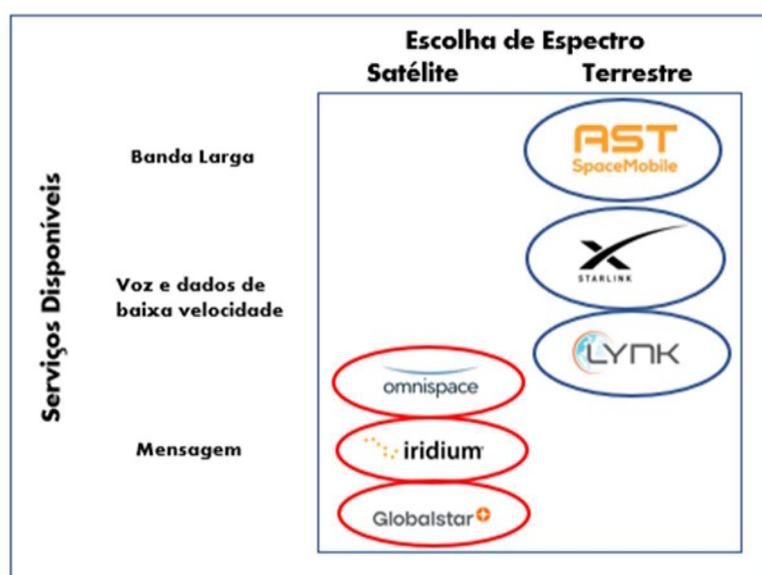 Escolha de Espectro
Satélite Terrestre
Serviços Disponíveis
Banda Larga
AST
SpaceMobile
STARLINK
Voz e dados de
baixa velocidade
LYNK
omnispace
Mensagem
iridium
Globalstar